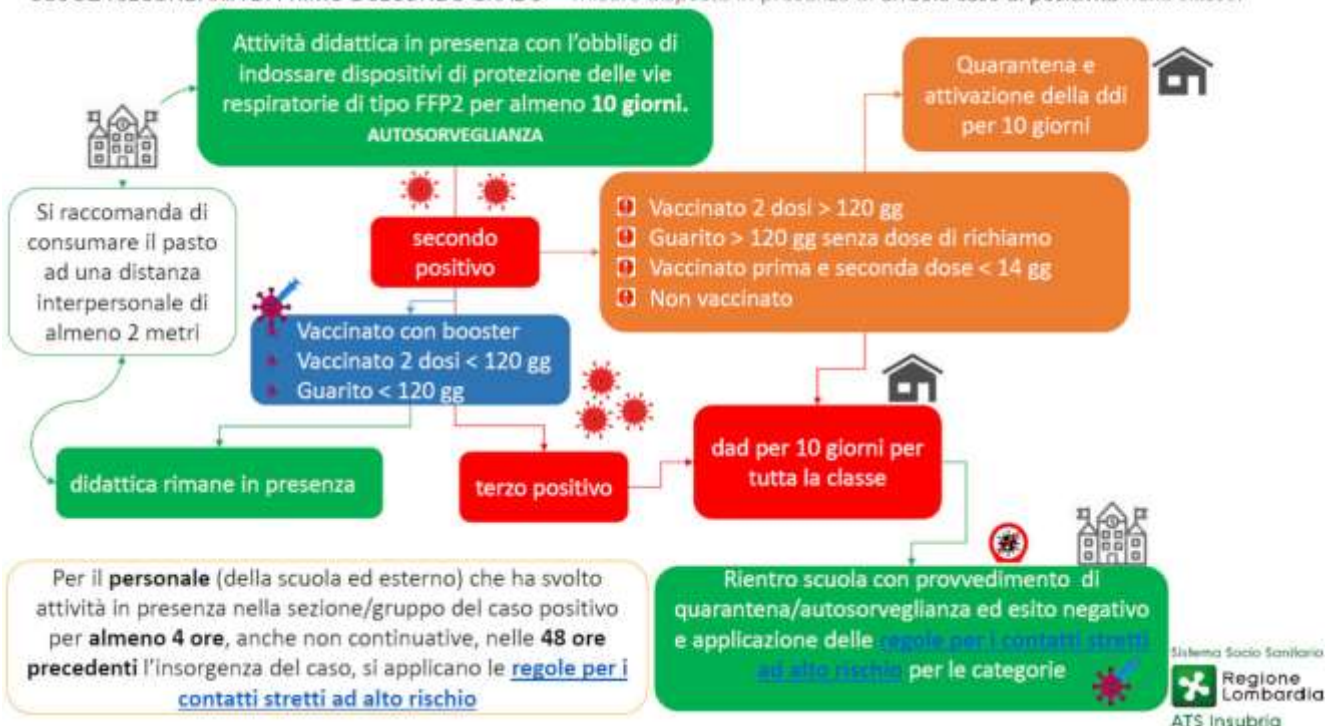 Attività didattica in presenza con l'obbligo di
indossare dispositivi di protezione delle vie
respiratorie di tipo FFP2 per almeno 10 giorni.
AUTOSORVEGLIANZA
Quarantena e
attivazione della ddi
per 10 giorni
Si raccomanda di
consumare il pasto
ad una distanza
interpersonale di
almeno 2 metri
secondo
positivo
Vaccinato 2 dosi > 120 gg
Guarito > 120 gg senza dose di richiamo
Vaccinato prima e seconda dose < 14 gg
Non vaccinato
Vaccinato con booster
Vaccinato 2 dosi < 120 gg
Guarito < 120 gg
didattica rimane in presenza
terzo positivo
dad per 10 giorni per
tutta la classe
Per il personale (della scuola ed esterno) che ha svolto
attività in presenza nella sezione/gruppo del caso positivo
per almeno 4 ore, anche non continuative, nelle 48 ore
precedenti l'insorgenza del caso, si applicano le regole per i
contatti stretti ad alto rischio
Rientro scuola con provvedimento di
quarantena/autosorveglianza ed esito negativo
e applicazione delle regole per i contatti stretti
ad alto rischio per le categorie
Sistema Socio Sanitario
Regione
Lombardia
ATS Insubria